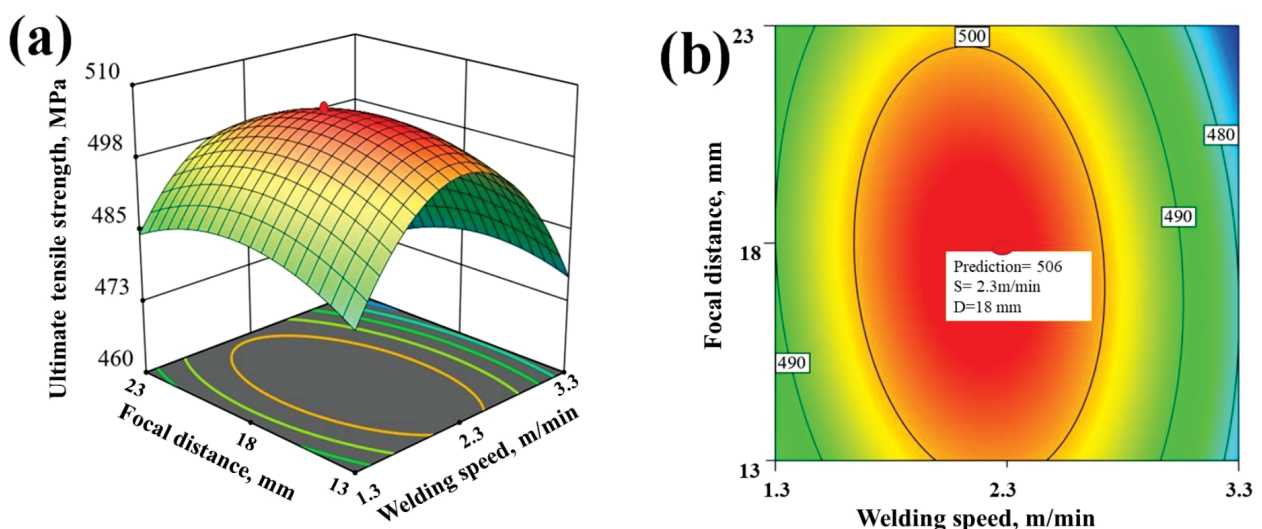 (a)
Ultimate tensile strength, MPa
510
498
485
473
460
23
18
13
Focal distance, mm
1.3
2.3
3.3
Welding speed, m/min
(b)
Focal distance, mm
23
18
13
500
480
490
490
Prediction= 506
S= 2.3m/min
D=18 mm
1.3
2.3
3.3
Welding speed, m/min